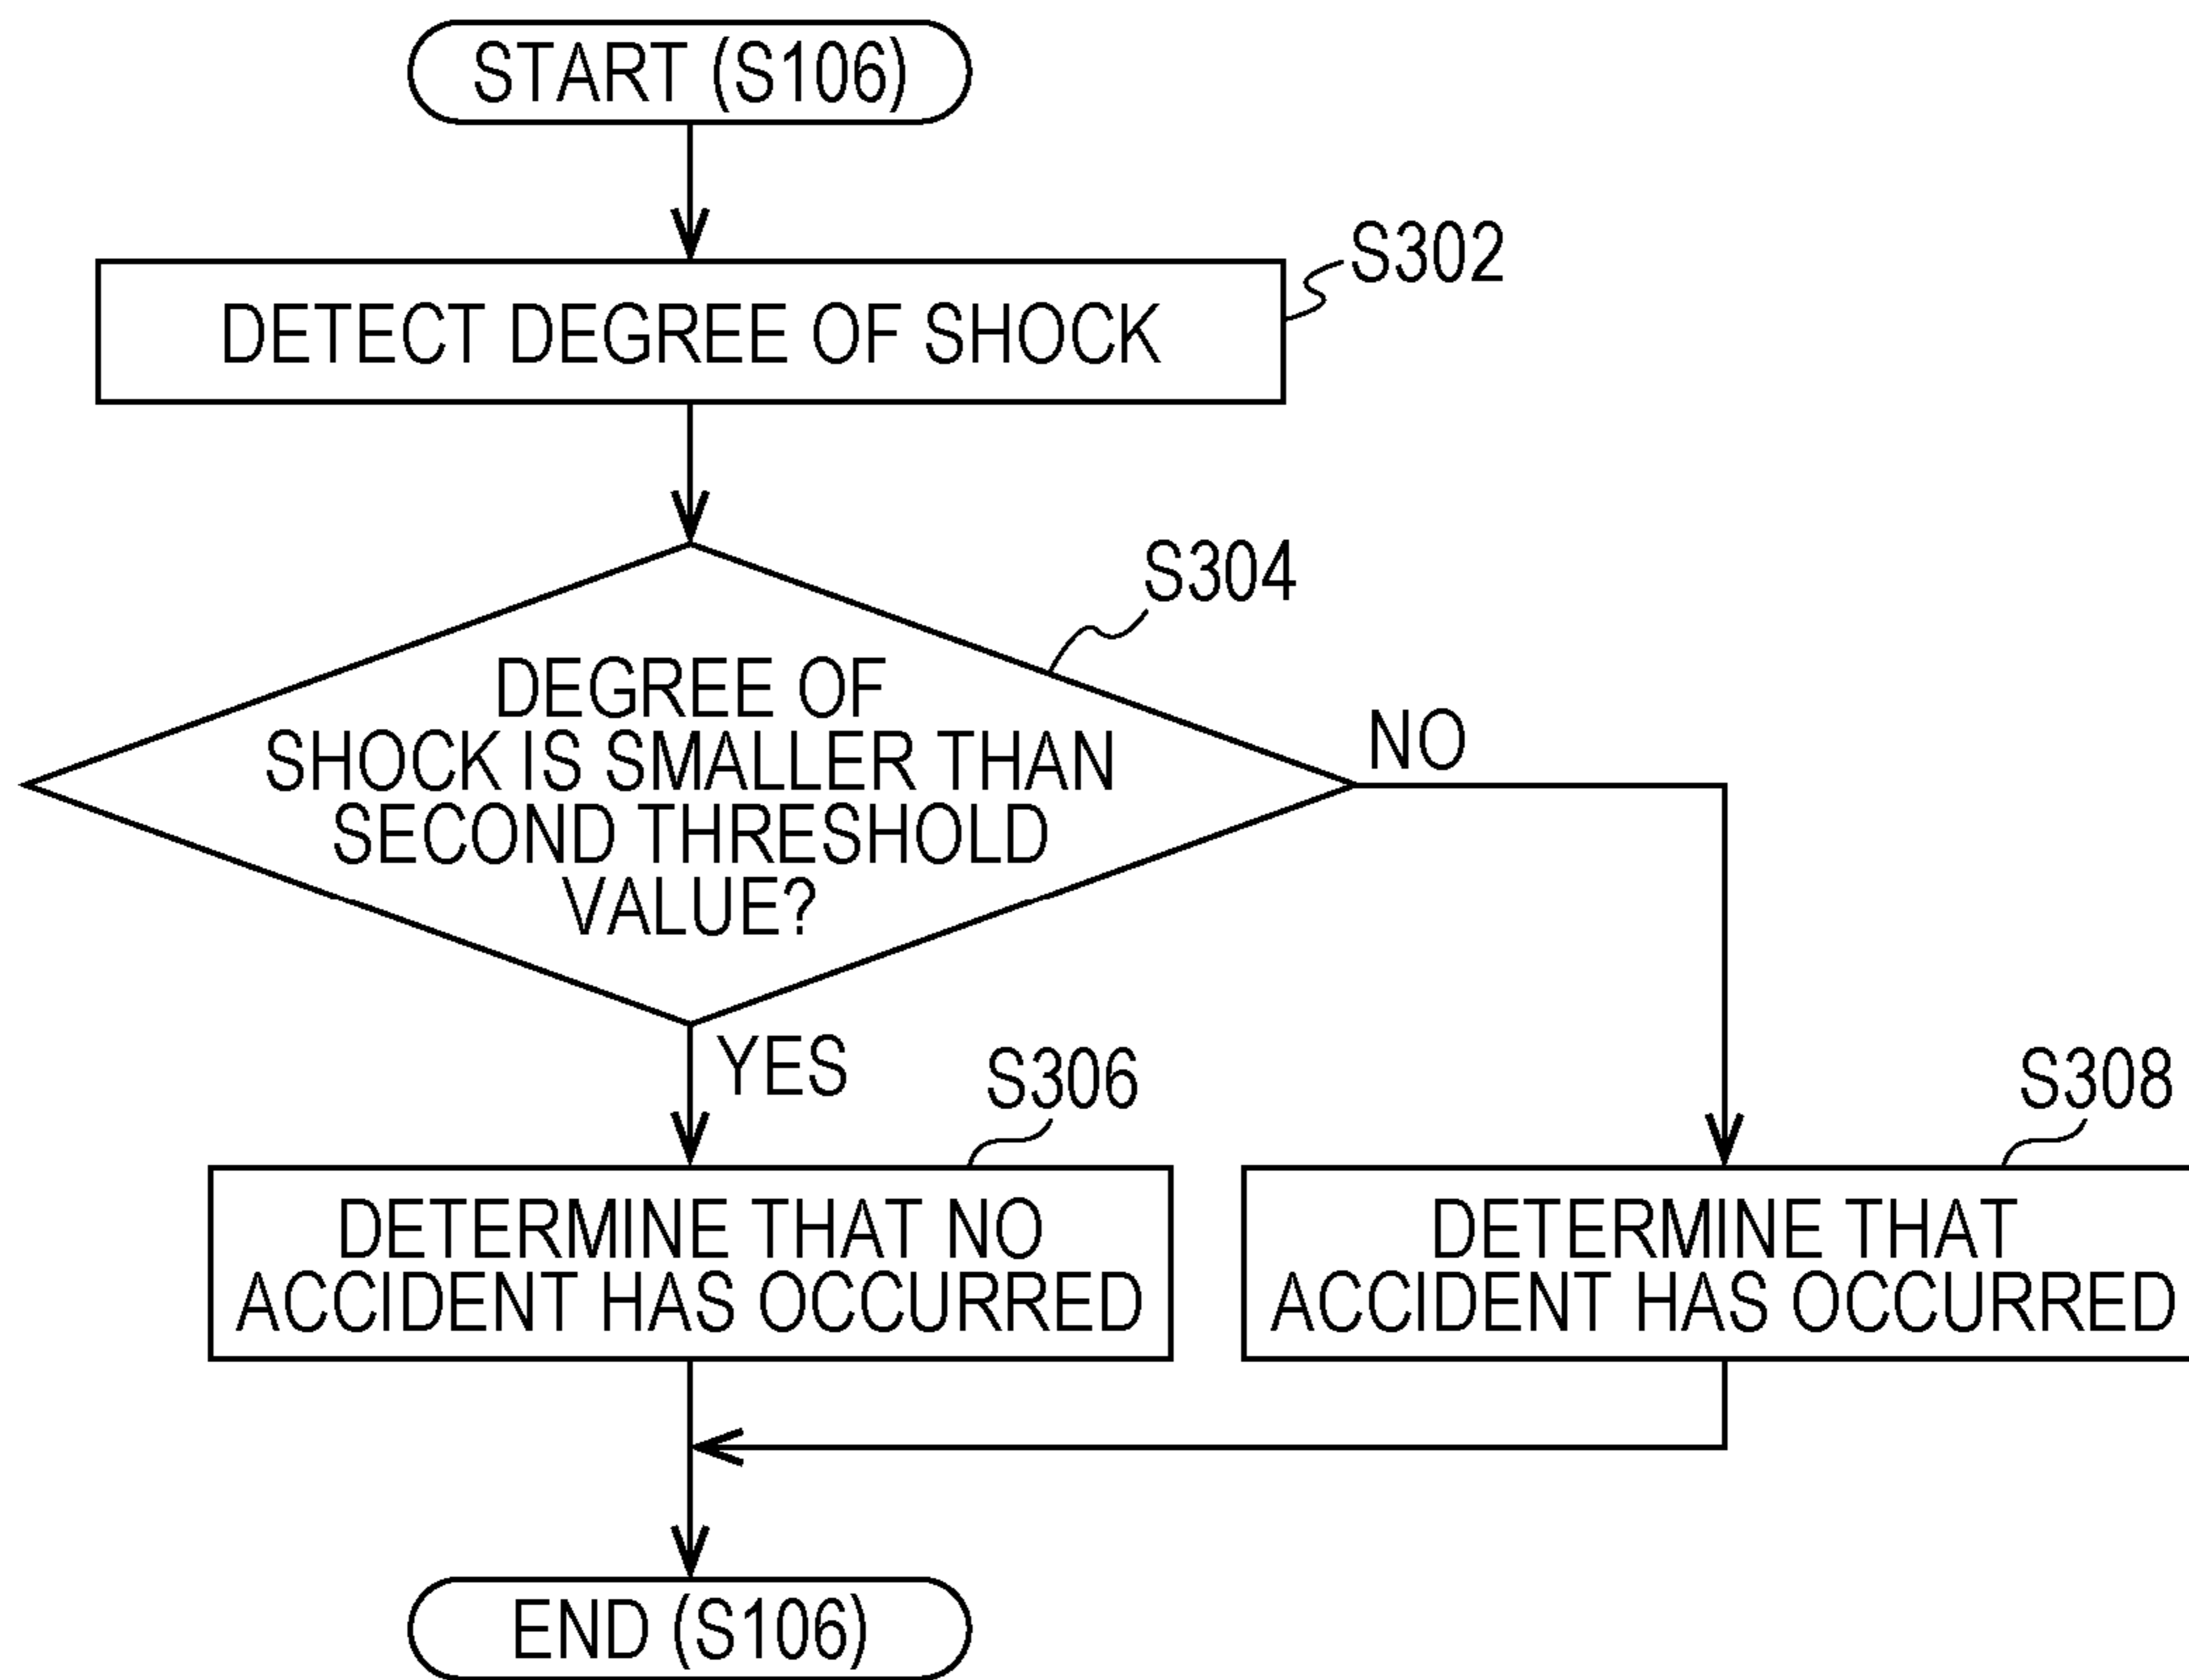 START (S106)
S302
DETECT DEGREE OF SHOCK
S304
DEGREE OF
SHOCK IS SMALLER THAN
SECOND THRESHOLD
VALUE?
NO
YES
S306
DETERMINE THAT NO
ACCIDENT HAS OCCURRED
S308
DETERMINE THAT
ACCIDENT HAS OCCURRED
END (S106)